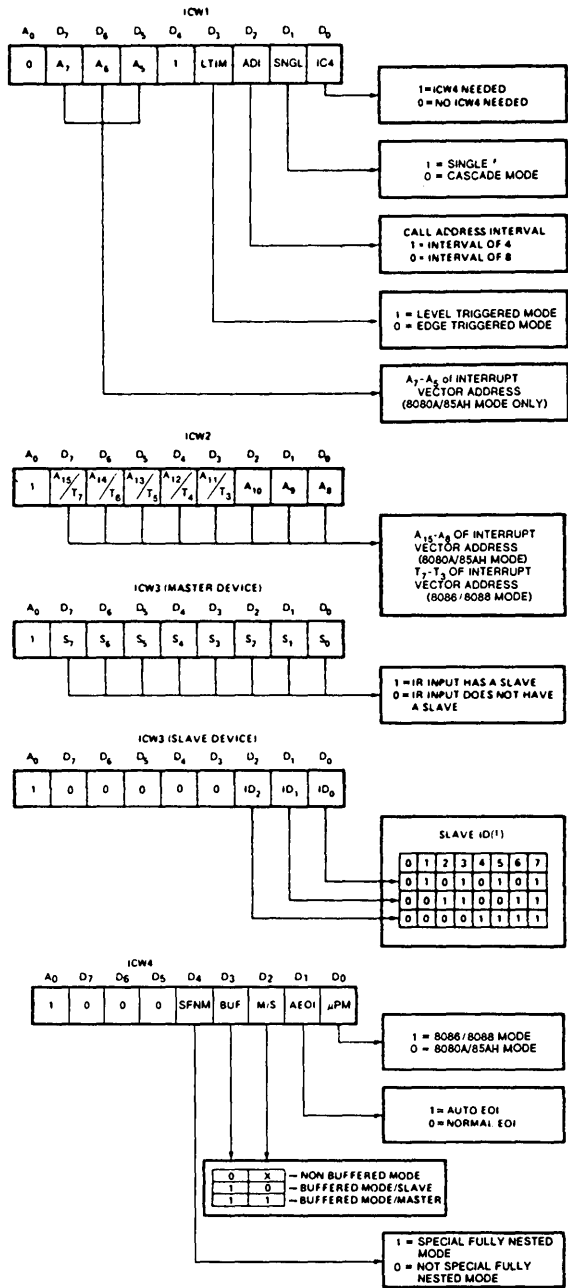 ICW1
A0 D7 D6 D5 D4 D3 D2 D1 D0
0 A7 A6 A5 1 LTIM ADI SNGL IC4
1 = ICW4 NEEDED
0 = NO ICW4 NEEDED
1 = SINGLE
0 = CASCADE MODE
CALL ADDRESS INTERVAL
1 = INTERVAL OF 4
0 = INTERVAL OF 8
1 = LEVEL TRIGGERED MODE
0 = EDGE TRIGGERED MODE
A7-A5 of INTERRUPT
VECTOR ADDRESS
(8080A/85AH MODE ONLY)
ICW2
A0 D7 D6 D5 D4 D3 D2 D1 D0
1 A15/T7 A14/T6 A13/T5 A12/T4 A11/T3 A10 A9 A8
A15-A8 OF INTERRUPT
VECTOR ADDRESS
(8080A/85AH MODE)
T7-T3 OF INTERRUPT
VECTOR ADDRESS
(8086/8088 MODE)
ICW3 (MASTER DEVICE)
A0 D7 D6 D5 D4 D3 D2 D1 D0
1 S7 S6 S5 S4 S3 S2 S1 S0
1 = IR INPUT HAS A SLAVE
0 = IR INPUT DOES NOT HAVE
A SLAVE
ICW3 (SLAVE DEVICE)
A0 D7 D6 D5 D4 D3 D2 D1 D0
1 0 0 0 0 0 ID2 ID1 ID0
SLAVE ID(1)
0 1 2 3 4 5 6 7
0 1 0 1 0 1 0 1
0 0 1 1 0 0 1 1
0 0 0 0 1 1 1 1
ICW4
A0 D7 D6 D5 D4 D3 D2 D1 D0
1 0 0 0 SFNM BUF M/S AEOI µPM
1 = 8086/8088 MODE
0 = 8080A/85AH MODE
1 = AUTO EOI
0 = NORMAL EOI
0 X – NON BUFFERED MODE
1 0 – BUFFERED MODE/SLAVE
1 1 – BUFFERED MODE/MASTER
1 = SPECIAL FULLY NESTED
MODE
0 = NOT SPECIAL FULLY
NESTED MODE